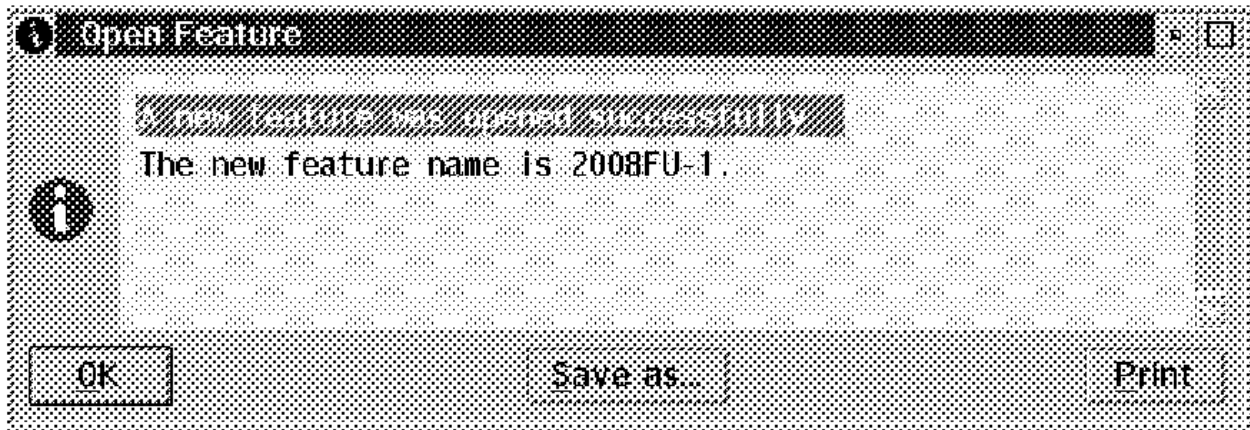 Open Feature
A new feature was opened successfully.
The new feature name is 2008FU-1.
OK
Save as...
Print